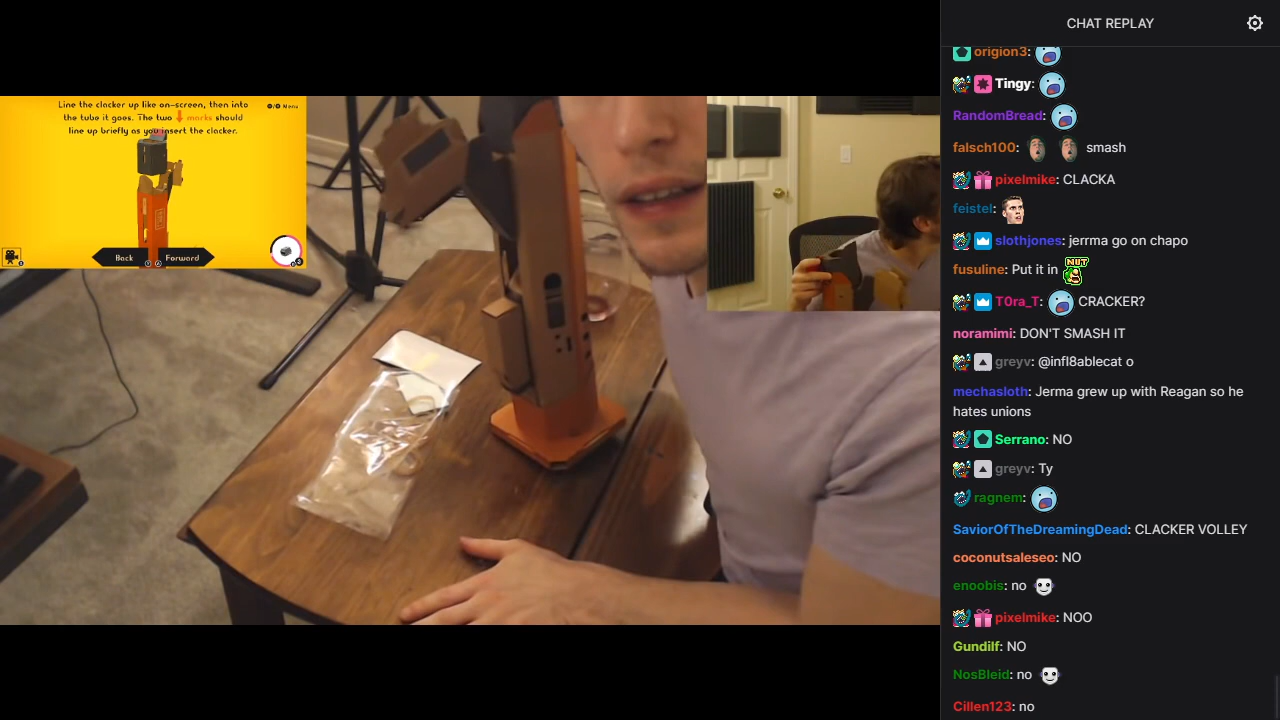 Line the clacker up like on-screen, then into
the tube it goes. The two marks should
line up briefly as you insert the clacker.
Menu
Back
Forward
CHAT REPLAY
origion3:
Tingy:
RandomBread:
falsch100: smash
pixelmike: CLACKA
feistel:
slothjones: jerrma go on chapo
fusuline: Put it in NUT
T0ra_T: CRACKER?
noramimi: DON'T SMASH IT
greyv: @infl8ablecat o
mechasloth: Jerma grew up with Reagan so he
hates unions
Serrano: NO
greyv: Ty
ragnem:
SaviorOfTheDreamingDead: CLACKER VOLLEY
coconutsaleseo: NO
enoobis: no
pixelmike: NOO
Gundilf: NO
NosBleid: no
Cillen123: no